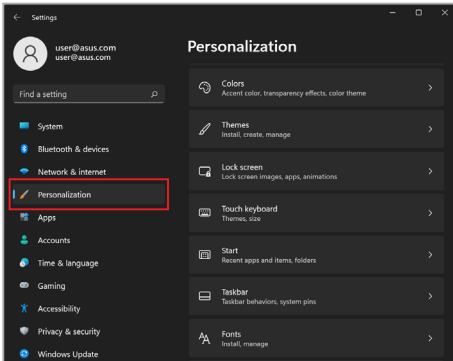 Settings
user@asus.com
user@asus.com
Find a setting
System
Bluetooth & devices
Network & internet
Personalization
Apps
Accounts
Time & language
Gaming
Accessibility
Privacy & security
Windows Update
Personalization
Colors
Accent color, transparency effects, color theme
Themes
Install, create, manage
Lock screen
Lock screen images, apps, animations
Touch keyboard
Themes, size
Start
Recent apps and items, folders
Taskbar
Taskbar behaviors, system pins
Fonts
Install, manage